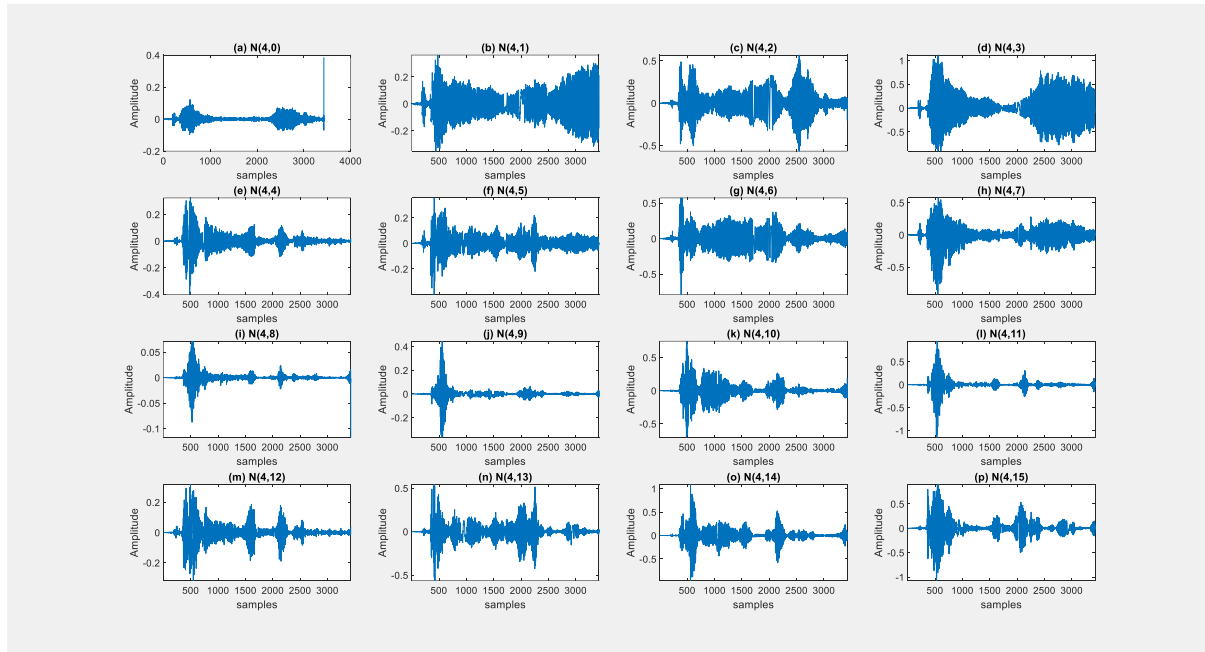 (a) N(4,0)
0.4
0.2
0
-0.2
Amplitude
0 1000 2000 3000 4000
samples
(b) N(4,1)
0.2
0
-0.2
Amplitude
500 1000 1500 2000 2500 3000
samples
(c) N(4,2)
0.5
0
-0.5
Amplitude
500 1000 1500 2000 2500 3000
samples
(d) N(4,3)
1
0.5
0
-0.5
Amplitude
500 1000 1500 2000 2500 3000
samples
(e) N(4,4)
0.2
0
-0.2
-0.4
Amplitude
500 1000 1500 2000 2500 3000
samples
(f) N(4,5)
0.2
0
-0.2
Amplitude
500 1000 1500 2000 2500 3000
samples
(g) N(4,6)
0.5
0
-0.5
Amplitude
500 1000 1500 2000 2500 3000
samples
(h) N(4,7)
0.5
0
-0.5
Amplitude
500 1000 1500 2000 2500 3000
samples
(i) N(4,8)
0.05
0
-0.05
-0.1
Amplitude
500 1000 1500 2000 2500 3000
samples
(j) N(4,9)
0.4
0.2
0
-0.2
Amplitude
500 1000 1500 2000 2500 3000
samples
(k) N(4,10)
0.5
0
-0.5
Amplitude
500 1000 1500 2000 2500 3000
samples
(l) N(4,11)
0.5
0
-0.5
-1
Amplitude
500 1000 1500 2000 2500 3000
samples
(m) N(4,12)
0.2
0
-0.2
Amplitude
500 1000 1500 2000 2500 3000
samples
(n) N(4,13)
0.5
0
-0.5
Amplitude
500 1000 1500 2000 2500 3000
samples
(o) N(4,14)
1
0.5
0
-0.5
Amplitude
500 1000 1500 2000 2500 3000
samples
(p) N(4,15)
0.5
0
-0.5
-1
Amplitude
500 1000 1500 2000 2500 3000
samples